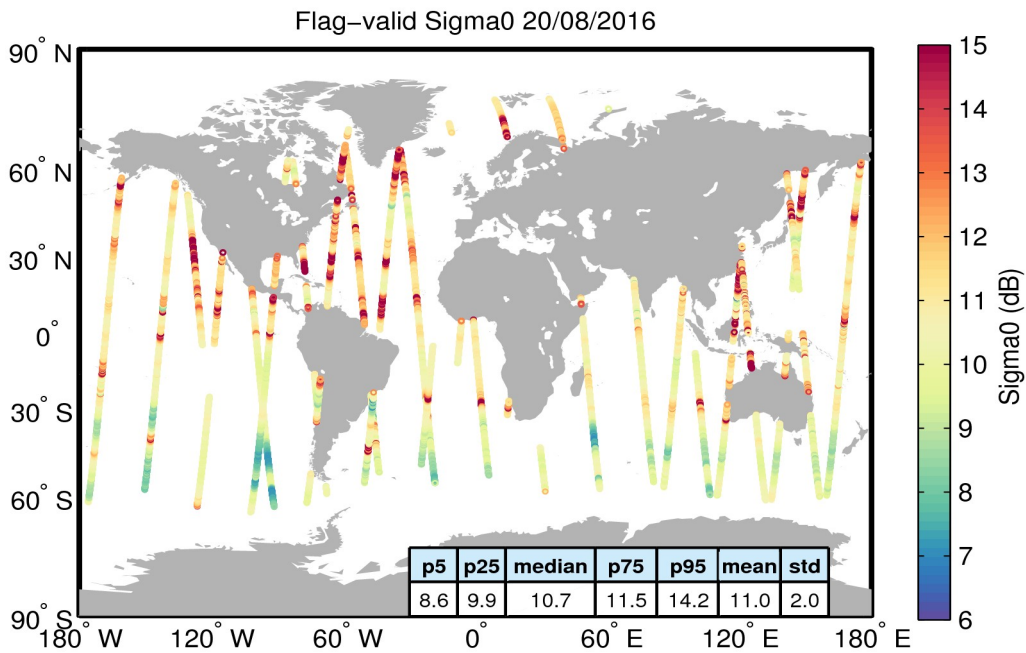 Flag−valid Sigma0 20/08/2016
90° N
60° N
30° N
0°
30° S
60° S
90° S
180° W
120° W
60° W
0°
60° E
120° E
180° E
p5 p25 median p75 p95 mean std
8.6 9.9 10.7 11.5 14.2 11.0 2.0
15
14
13
12
11
10
9
8
7
6
Sigma0 (dB)